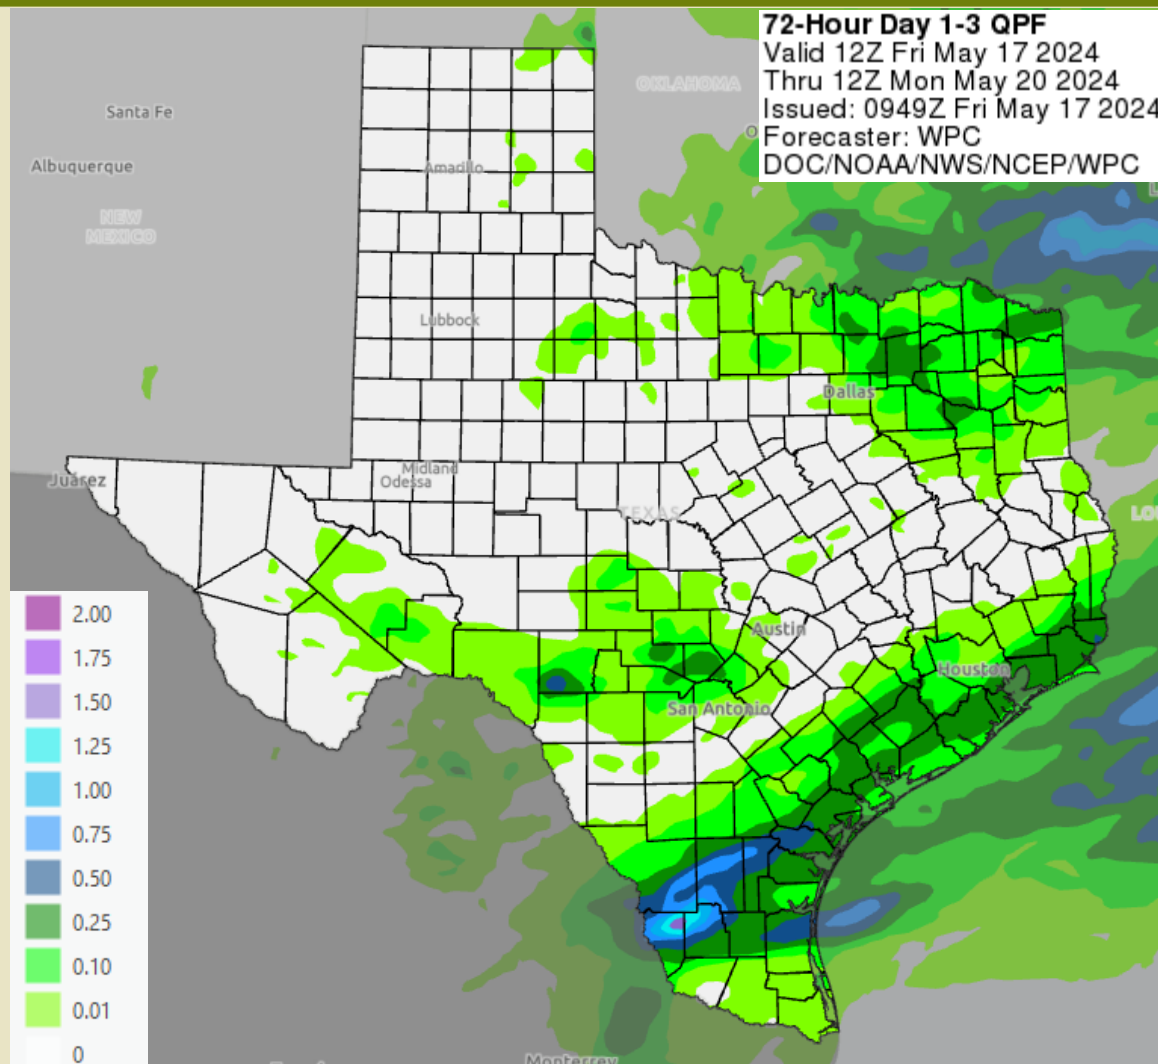 72-Hour Day 1-3 QPF
Valid 12Z Fri May 17 2024
Thru 12Z Mon May 20 2024
Issued: 0949Z Fri May 17 2024
Forecaster: WPC
DOC/NOAA/NWS/NCEP/WPC
OKLAHOMA
Santa Fe
Albuquerque
Amarillo
NEW
MEXICO
Lubbock
Dallas
Midland
Odessa
Juárez
TEXAS
Austin
Houston
San Antonio
Monterrey
2.00
1.75
1.50
1.25
1.00
0.75
0.50
0.25
0.10
0.01
0